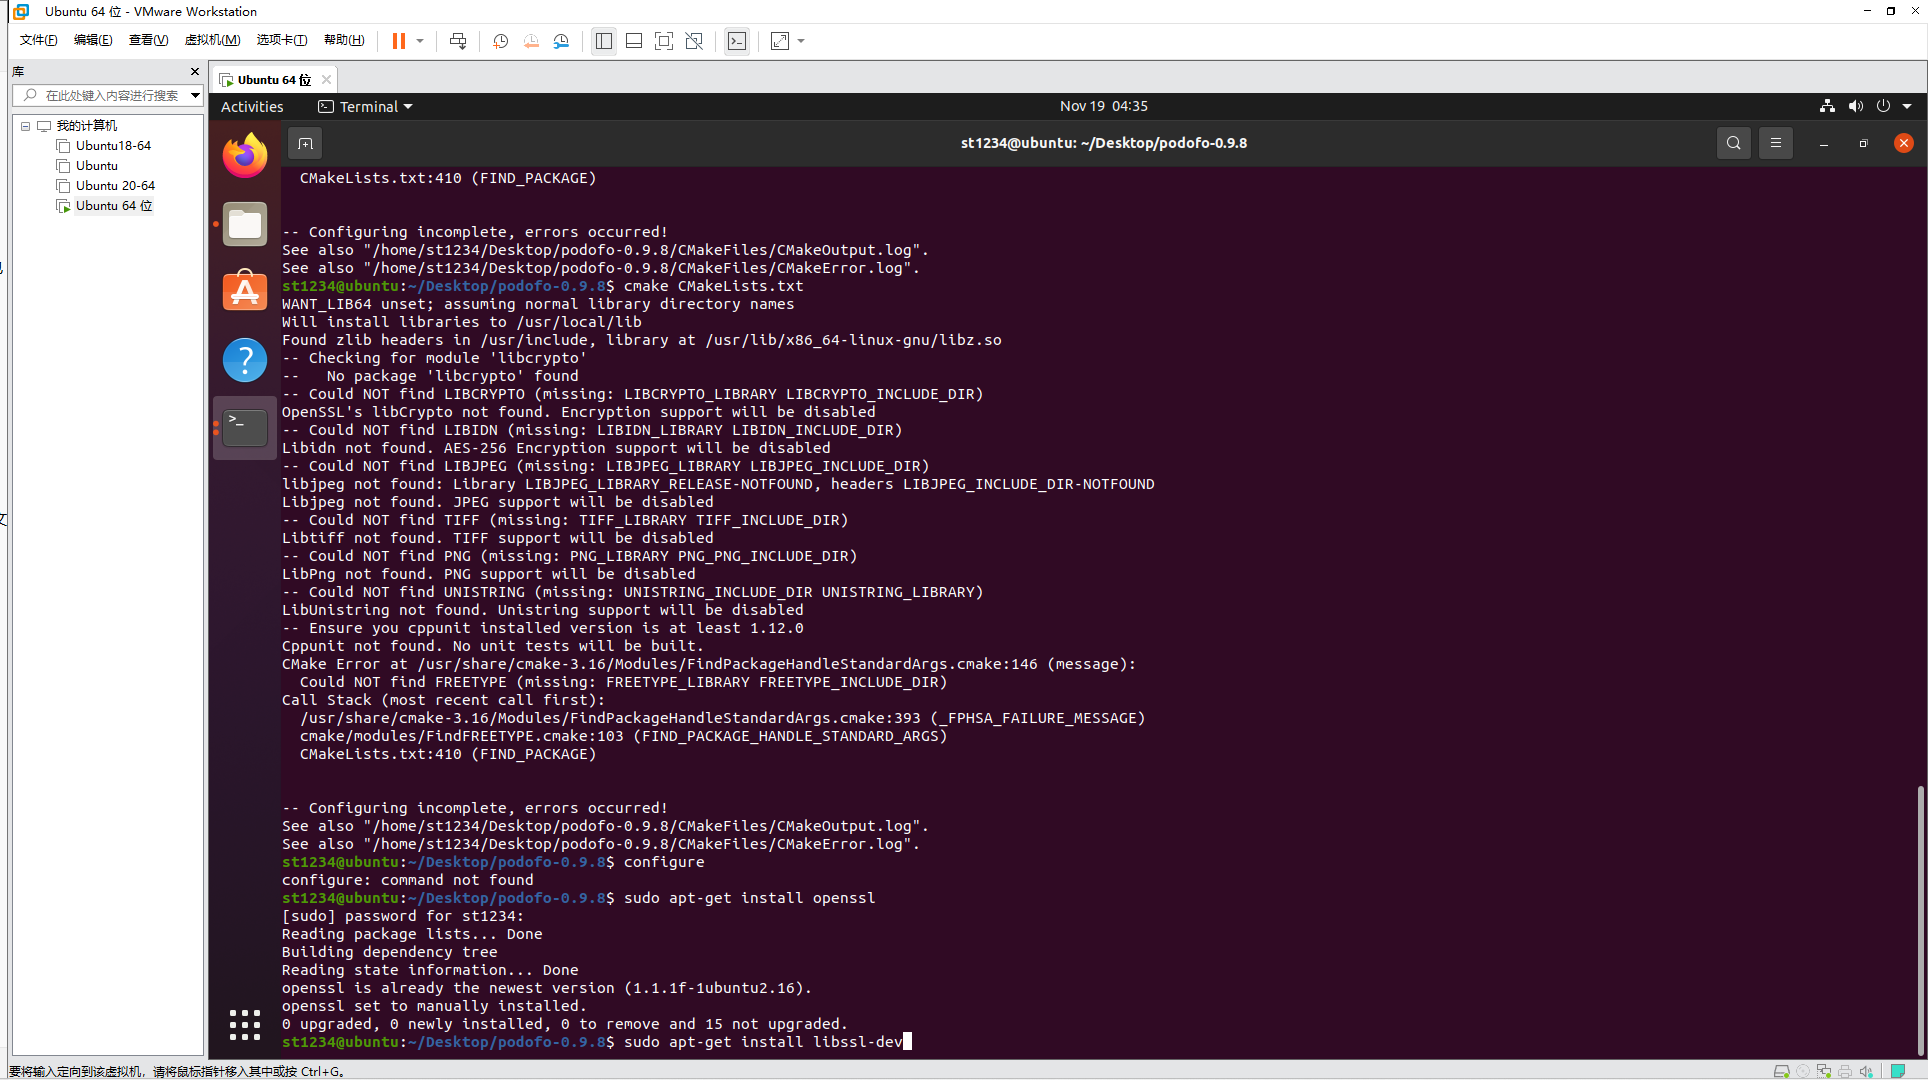 Ubuntu 64 位 - VMware Workstation
文件(F) 编辑(E) 查看(V) 虚拟机(M) 选项卡(T) 帮助(H)
库
在此处键入内容进行搜索
我的计算机
Ubuntu18-64
Ubuntu
Ubuntu 20-64
Ubuntu 64 位
Ubuntu 64 位
Activities Terminal Nov 19 04:35
st1234@ubuntu: ~/Desktop/podofo-0.9.8
CMakeLists.txt:410 (FIND_PACKAGE)
-- Configuring incomplete, errors occurred!
See also "/home/st1234/Desktop/podofo-0.9.8/CMakeFiles/CMakeOutput.log".
See also "/home/st1234/Desktop/podofo-0.9.8/CMakeFiles/CMakeError.log".
st1234@ubuntu:~/Desktop/podofo-0.9.8$ cmake CMakeLists.txt
WANT_LIB64 unset; assuming normal library directory names
Will install libraries to /usr/local/lib
Found zlib headers in /usr/include, library at /usr/lib/x86_64-linux-gnu/libz.so
-- Checking for module 'libcrypto'
--   No package 'libcrypto' found
-- Could NOT find LIBCRYPTO (missing: LIBCRYPTO_LIBRARY LIBCRYPTO_INCLUDE_DIR)
OpenSSL's libCrypto not found. Encryption support will be disabled
-- Could NOT find LIBIDN (missing: LIBIDN_LIBRARY LIBIDN_INCLUDE_DIR)
Libidn not found. AES-256 Encryption support will be disabled
-- Could NOT find LIBJPEG (missing: LIBJPEG_LIBRARY LIBJPEG_INCLUDE_DIR)
libjpeg not found: Library LIBJPEG_LIBRARY_RELEASE-NOTFOUND, headers LIBJPEG_INCLUDE_DIR-NOTFOUND
Libjpeg not found. JPEG support will be disabled
-- Could NOT find TIFF (missing: TIFF_LIBRARY TIFF_INCLUDE_DIR)
Libtiff not found. TIFF support will be disabled
-- Could NOT find PNG (missing: PNG_LIBRARY PNG_PNG_INCLUDE_DIR)
LibPng not found. PNG support will be disabled
-- Could NOT find UNISTRING (missing: UNISTRING_INCLUDE_DIR UNISTRING_LIBRARY)
LibUnistring not found. Unistring support will be disabled
-- Ensure you cppunit installed version is at least 1.12.0
Cppunit not found. No unit tests will be built.
CMake Error at /usr/share/cmake-3.16/Modules/FindPackageHandleStandardArgs.cmake:146 (message):
Could NOT find FREETYPE (missing: FREETYPE_LIBRARY FREETYPE_INCLUDE_DIR)
Call Stack (most recent call first):
/usr/share/cmake-3.16/Modules/FindPackageHandleStandardArgs.cmake:393 (_FPHSA_FAILURE_MESSAGE)
cmake/modules/FindFREETYPE.cmake:103 (FIND_PACKAGE_HANDLE_STANDARD_ARGS)
CMakeLists.txt:410 (FIND_PACKAGE)
-- Configuring incomplete, errors occurred!
See also "/home/st1234/Desktop/podofo-0.9.8/CMakeFiles/CMakeOutput.log".
See also "/home/st1234/Desktop/podofo-0.9.8/CMakeFiles/CMakeError.log".
st1234@ubuntu:~/Desktop/podofo-0.9.8$ configure
configure: command not found
st1234@ubuntu:~/Desktop/podofo-0.9.8$ sudo apt-get install openssl
[sudo] password for st1234:
Reading package lists... Done
Building dependency tree
Reading state information... Done
openssl is already the newest version (1.1.1f-1ubuntu2.16).
openssl set to manually installed.
0 upgraded, 0 newly installed, 0 to remove and 15 not upgraded.
st1234@ubuntu:~/Desktop/podofo-0.9.8$ sudo apt-get install libssl-dev
要将输入定向到该虚拟机，请将鼠标指针移入其中或按 Ctrl+G。